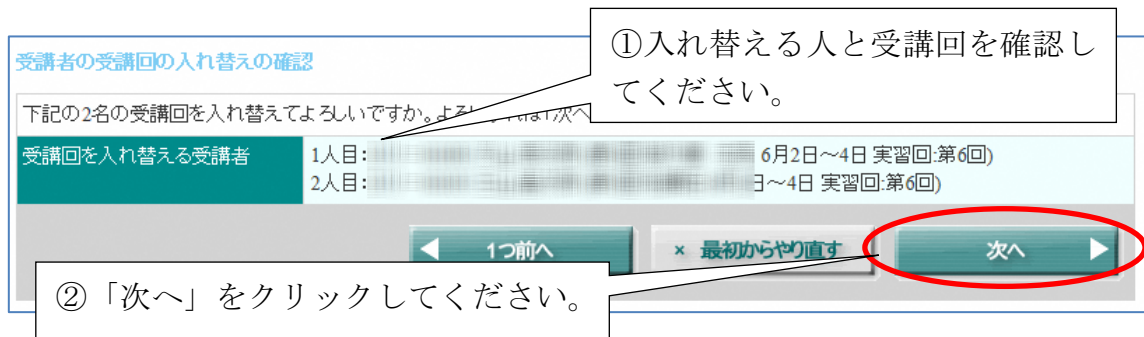 ①入れ替える人と受講回を確認し
てください。
受講者の受講回の入れ替えの確認
下記の2名の受講回を入れ替えてよろしいですか。
受講回を入れ替える受講者
1人目: 6月2日～4日 実習回:第6回)
2人目: 日～4日 実習回:第6回)
1つ前へ
× 最初からやり直す
次へ
②「次へ」をクリックしてください。